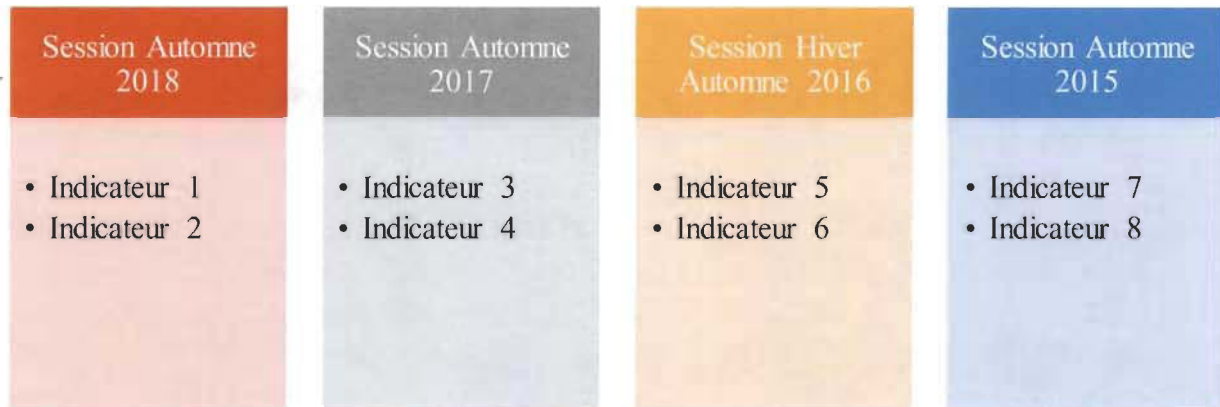 Session Automne
2018
• Indicateur 1
• Indicateur 2
Session Automne
2017
• Indicateur 3
• Indicateur 4
Session Hiver
Automne 2016
• Indicateur 5
• Indicateur 6
Session Automne
2015
• Indicateur 7
• Indicateur 8